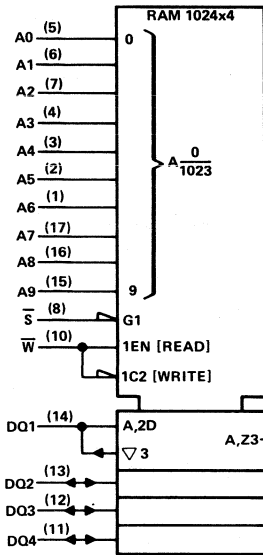 RAM 1024x4
A0 (5) 0
A1 (6)
A2 (7)
A3 (4)
A4 (3)
A 0/1023
A5 (2)
A6 (1)
A7 (17)
A8 (16)
A9 (15) 9
S̅ (8) G1
W̅ (10) 1EN [READ]
1C2 [WRITE]
DQ1 (14) A,2D
A,Z3
▽ 3
DQ2 (13)
DQ3 (12)
DQ4 (11)